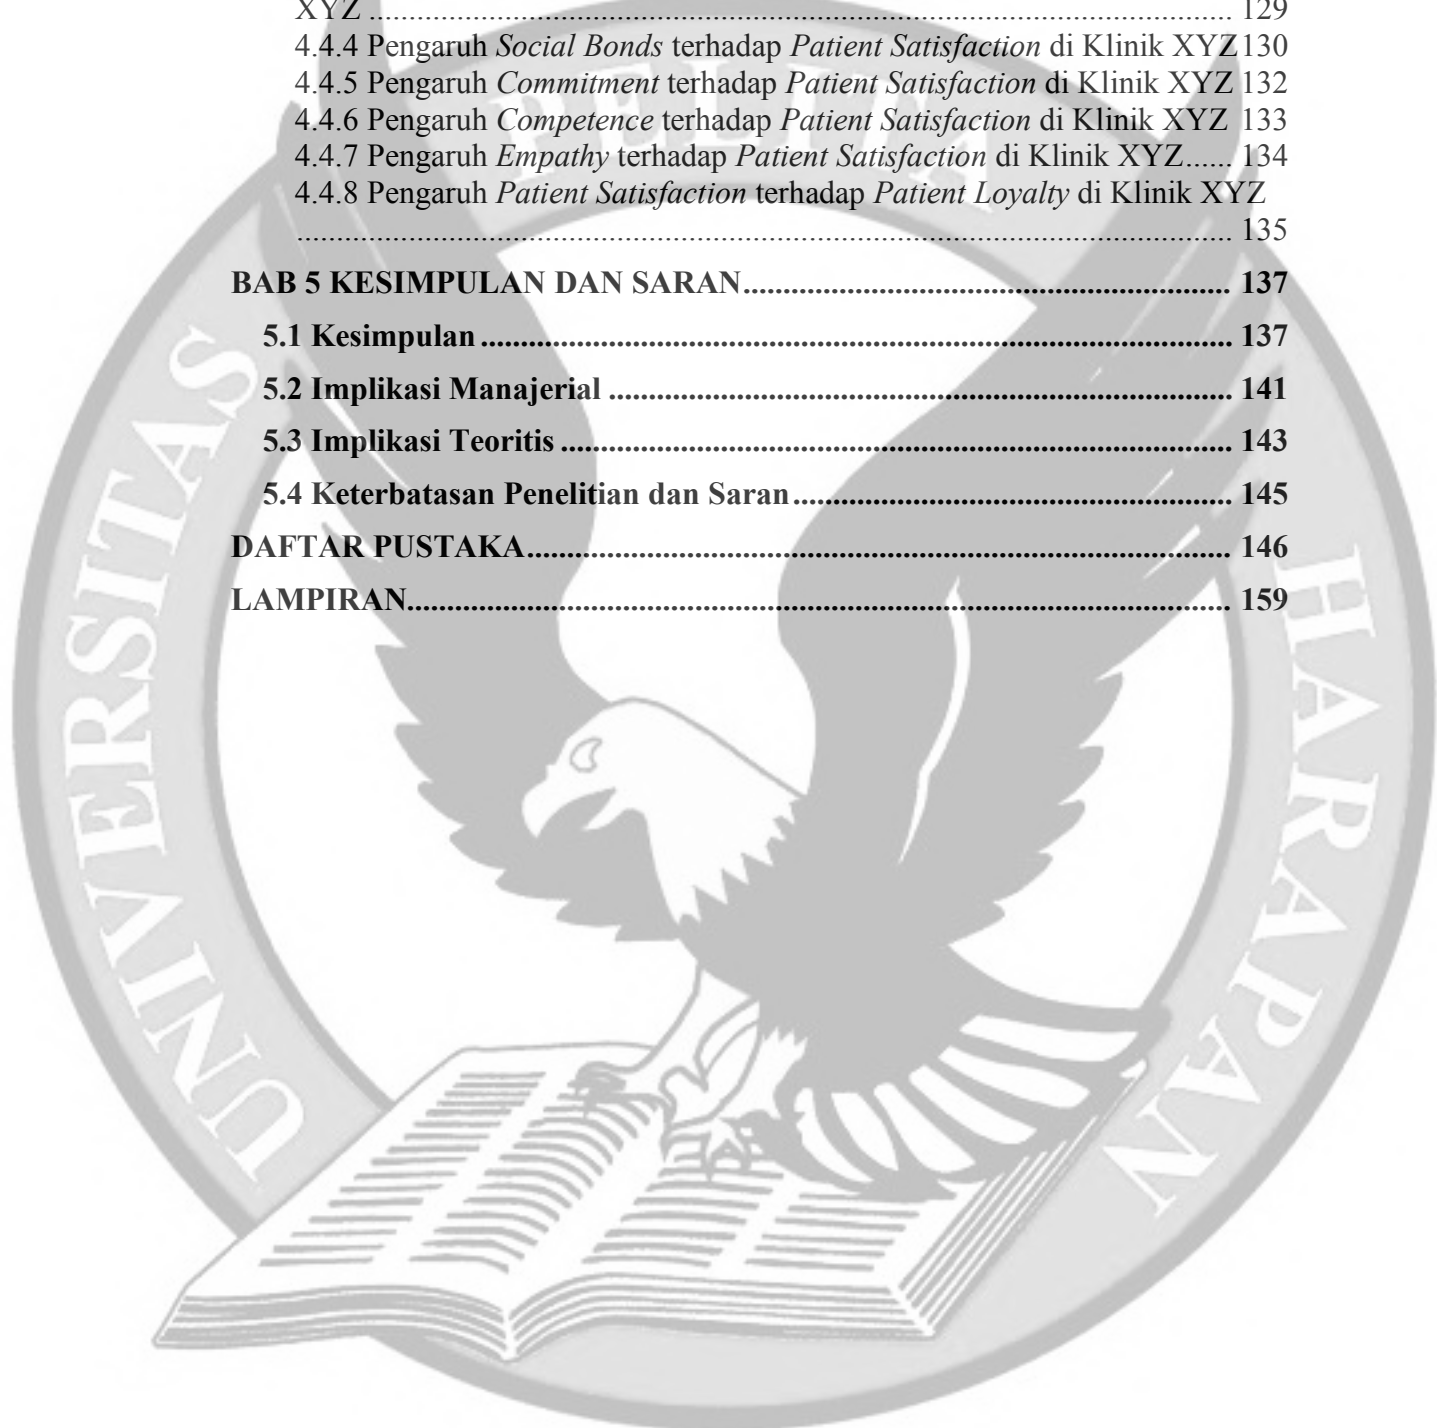 XYZ ............................................................................................................ 129
4.4.4 Pengaruh Social Bonds terhadap Patient Satisfaction di Klinik XYZ130
4.4.5 Pengaruh Commitment terhadap Patient Satisfaction di Klinik XYZ 132
4.4.6 Pengaruh Competence terhadap Patient Satisfaction di Klinik XYZ 133
4.4.7 Pengaruh Empathy terhadap Patient Satisfaction di Klinik XYZ...... 134
4.4.8 Pengaruh Patient Satisfaction terhadap Patient Loyalty di Klinik XYZ
..................................................................................................................... 135
BAB 5 KESIMPULAN DAN SARAN............................................................. 137
5.1 Kesimpulan .............................................................................................. 137
5.2 Implikasi Manajerial .............................................................................. 141
5.3 Implikasi Teoritis .................................................................................... 143
5.4 Keterbatasan Penelitian dan Saran....................................................... 145
DAFTAR PUSTAKA........................................................................................ 146
LAMPIRAN....................................................................................................... 159
UNIVERSITAS PELITA HARAPAN